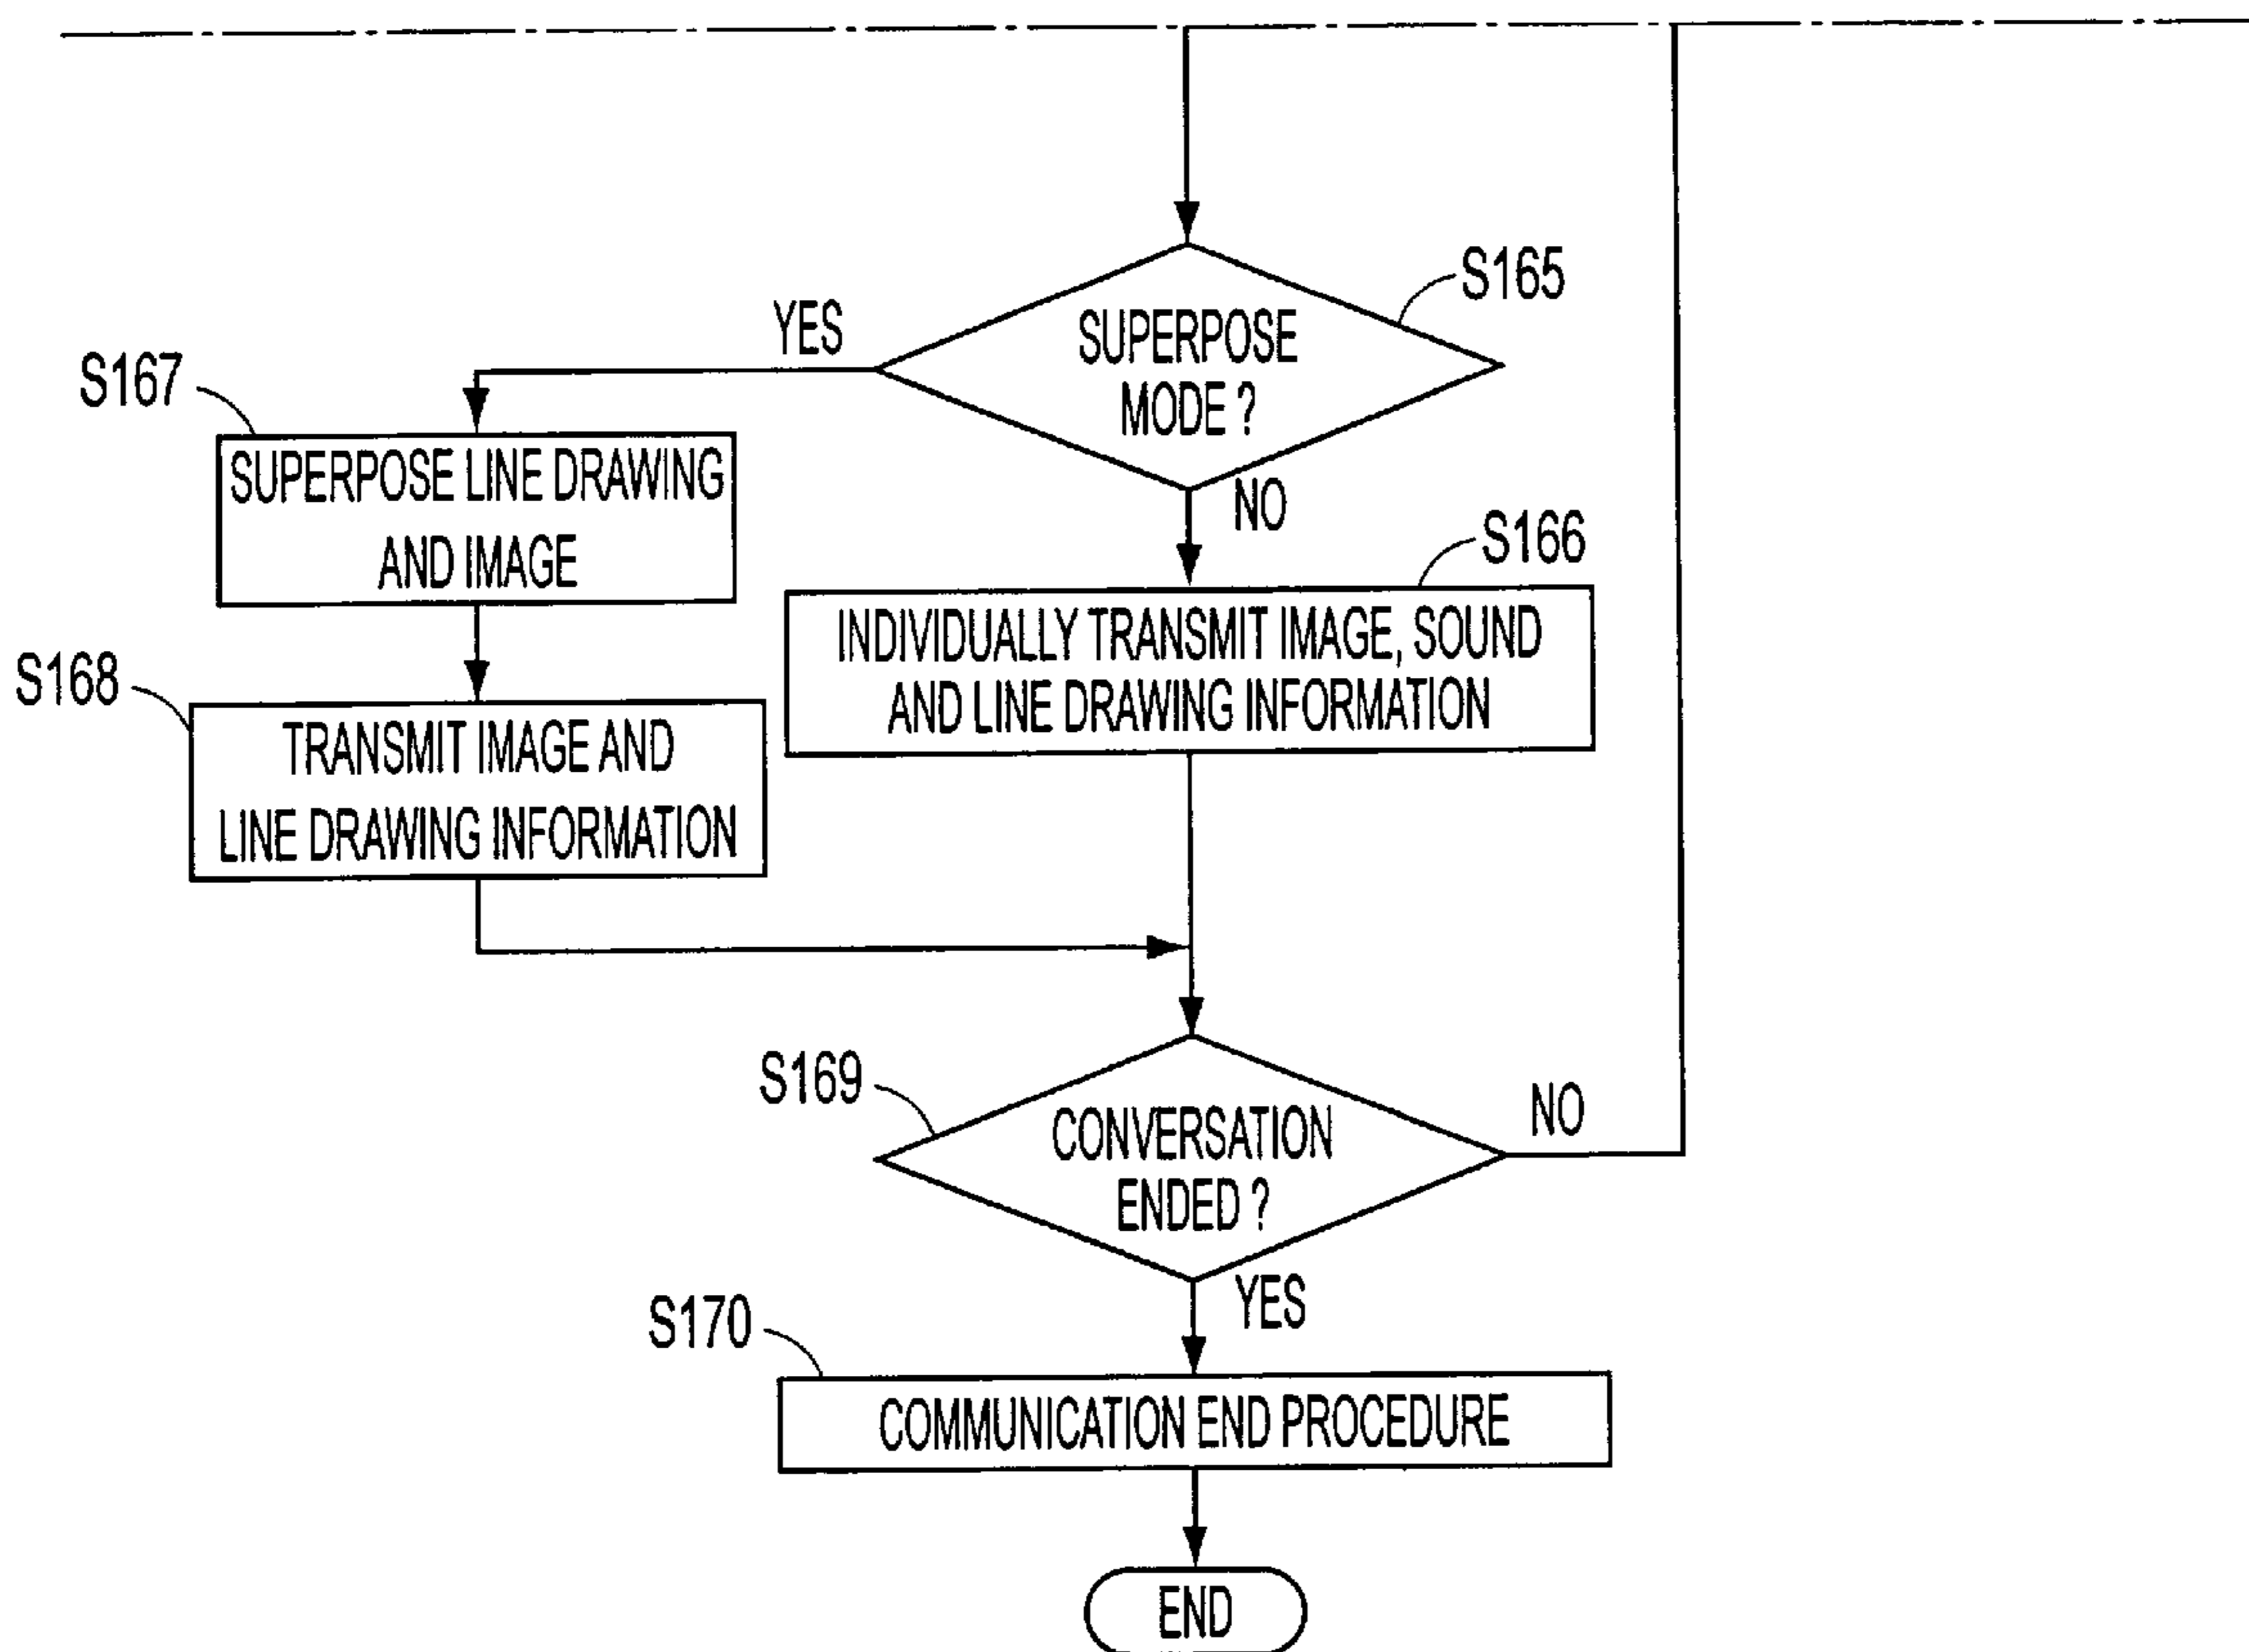 S165
SUPERPOSE
MODE ?
YES
NO
S167
SUPERPOSE LINE DRAWING
AND IMAGE
S166
INDIVIDUALLY TRANSMIT IMAGE, SOUND
AND LINE DRAWING INFORMATION
S168
TRANSMIT IMAGE AND
LINE DRAWING INFORMATION
S169
CONVERSATION
ENDED ?
NO
YES
S170
COMMUNICATION END PROCEDURE
END